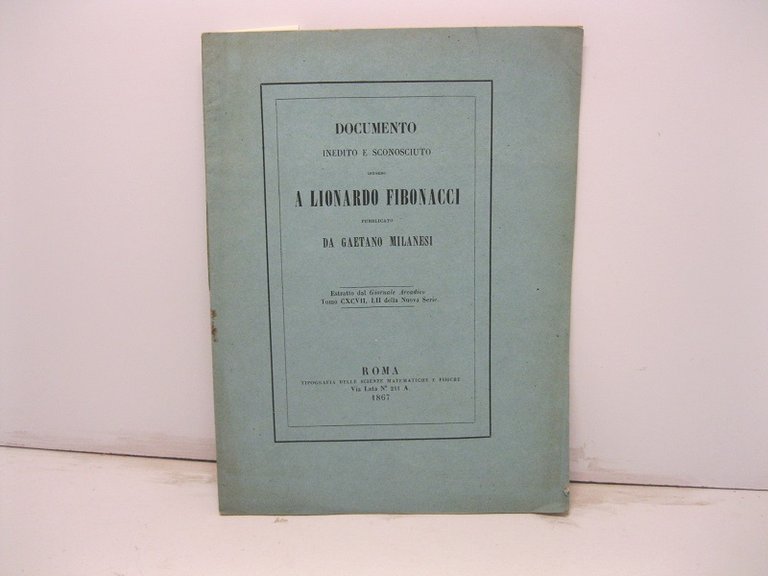 DOCUMENTO
INEDITO E SCONOSCIUTO
INTORNO
A LIONARDO FIBONACCI
PUBBLICATO
DA GAETANO MILANESI
Estratto dal Giornale Arcadico
Tomo CXCVII, LII della Nuova Serie.
ROMA
TIPOGRAFIA DELLE SCIENZE MATEMATICHE E FISICHE
Via Lata N° 211 A.
1867